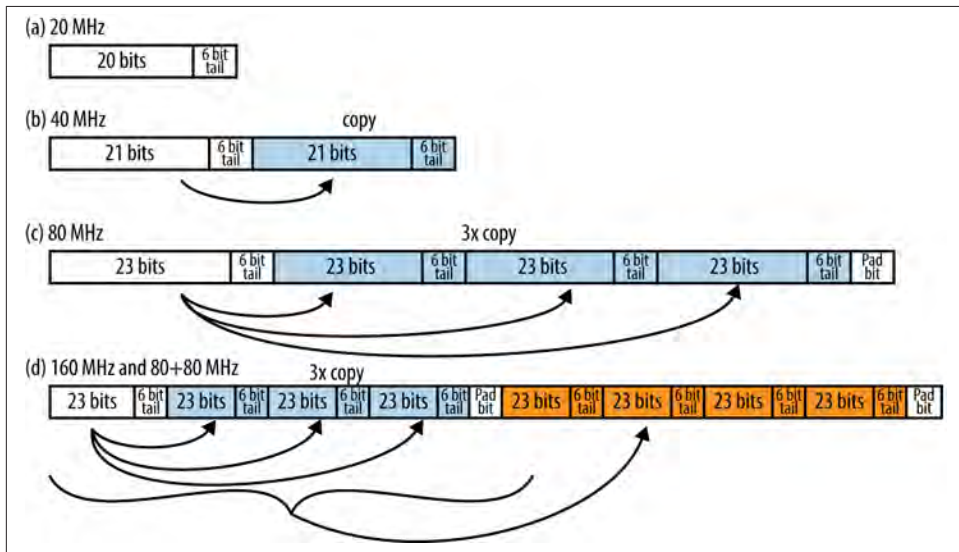 (a) 20 MHz
20 bits 6 bit tail
(b) 40 MHz copy
21 bits 6 bit tail 21 bits 6 bit tail
(c) 80 MHz 3x copy
23 bits 6 bit tail 23 bits 6 bit tail 23 bits 6 bit tail 23 bits 6 bit tail Pad bit
(d) 160 MHz and 80+80 MHz 3x copy
23 bits 6 bit tail 23 bits 6 bit tail 23 bits 6 bit tail 23 bits 6 bit tail Pad bit 23 bits 6 bit tail 23 bits 6 bit tail 23 bits 6 bit tail 23 bits 6 bit tail Pad bit